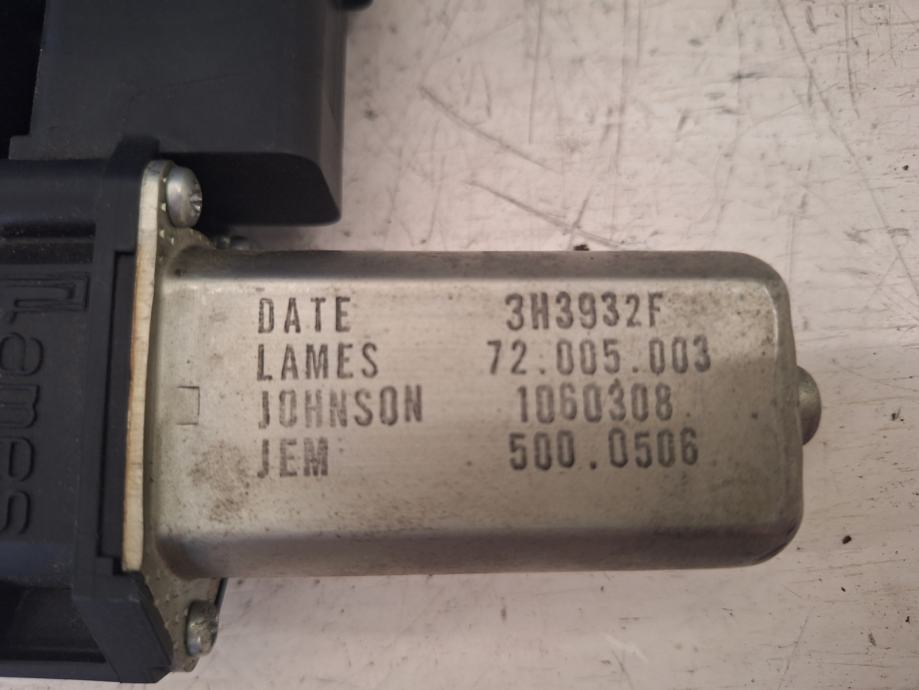 DATE 3H3932F
LAMES 72.005.003
JOHNSON 1060308
JEM 500.0506
Lames